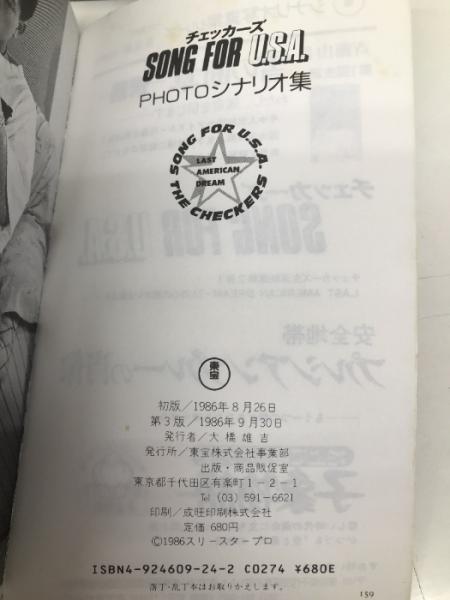 チェッカーズ
SONG FOR U.S.A.
PHOTOシナリオ集
SONG FOR U.S.A.
LAST
AMERICAN
DREAM
THE CHECKERS
東宝
初版/1986年8月26日
第3版/1986年9月30日
発行者/大橋雄吉
発行所/東宝株式会社事業部
出版・商品販促室
東京都千代田区有楽町1-2-1
Tel (03) 591-6621
印刷/成旺印刷株式会社
定価 680円
©1986スリースタープロ
ISBN4-924609-24-2 C0274 ¥680E
落丁・乱丁本はお取りかえします。
159